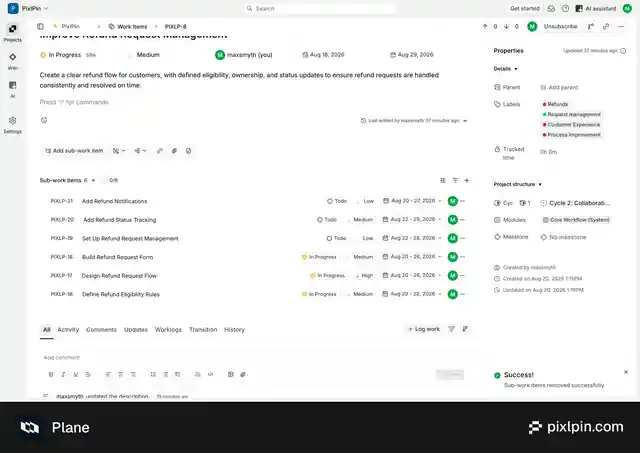 PixlPin
Search
Get started
AI assistant
M
PixlPin
Work Items
PIXLP-8
0
0
M
Unsubscribe
Projects
Wiki
AI
Settings
Improve Refund Request Management
In Progress
37m
Medium
M
maxsmyth (you)
Aug 18, 2026
Aug 29, 2026
Create a clear refund flow for customers, with defined eligibility, ownership, and status updates to ensure refund requests are handled
consistently and resolved on time.
Press '/' for commands.
Last edited by maxsmyth 37 minutes ago
Add sub-work item
Sub-work items 6
0/6
PIXLP-21 Add Refund Notifications Todo Low Aug 20 - 27, 2026 M
PIXLP-20 Add Refund Status Tracking Todo Medium Aug 22 - 29, 2026 M
PIXLP-19 Set Up Refund Request Management Todo Low Aug 22 - 28, 2026 M
PIXLP-18 Build Refund Request Form In Progress Medium Aug 20 - 26, 2026 M
PIXLP-17 Design Refund Request Flow In Progress High Aug 20 - 26, 2026 M
PIXLP-16 Define Refund Eligibility Rules In Progress Medium Aug 20 - 22, 2026 M
All Activity Comments Updates Worklogs Transition History
Log work
Add comment
B I U S
maxsmyth updated the description.
Properties
Updated 37 minutes ago
Details
Parent
Add parent
Labels
Refunds
Request management
Customer Experience
Process Improvement
Tracked
time
0h 0m
Project structure
Cyc
1
Cycle 2: Collaborati...
Modules
Core Workflow (System)
Milestone
No milestone
Created by maxsmyth
Created on Aug 20, 2026 1:15PM
Updated on Aug 20, 2026 1:19PM
Success!
Sub-work items removed successfully
Plane
pixlpin.com